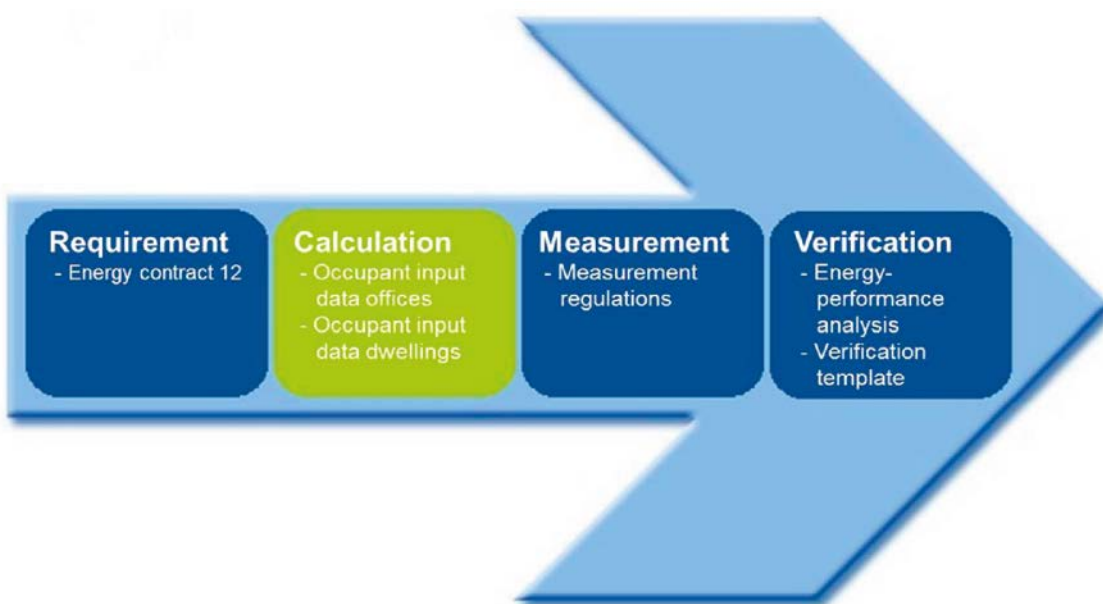 Requirement
- Energy contract 12
Calculation
- Occupant input
data offices
- Occupant input
data dwellings
Measurement
- Measurement
regulations
Verification
- Energy-
performance
analysis
- Verification
template